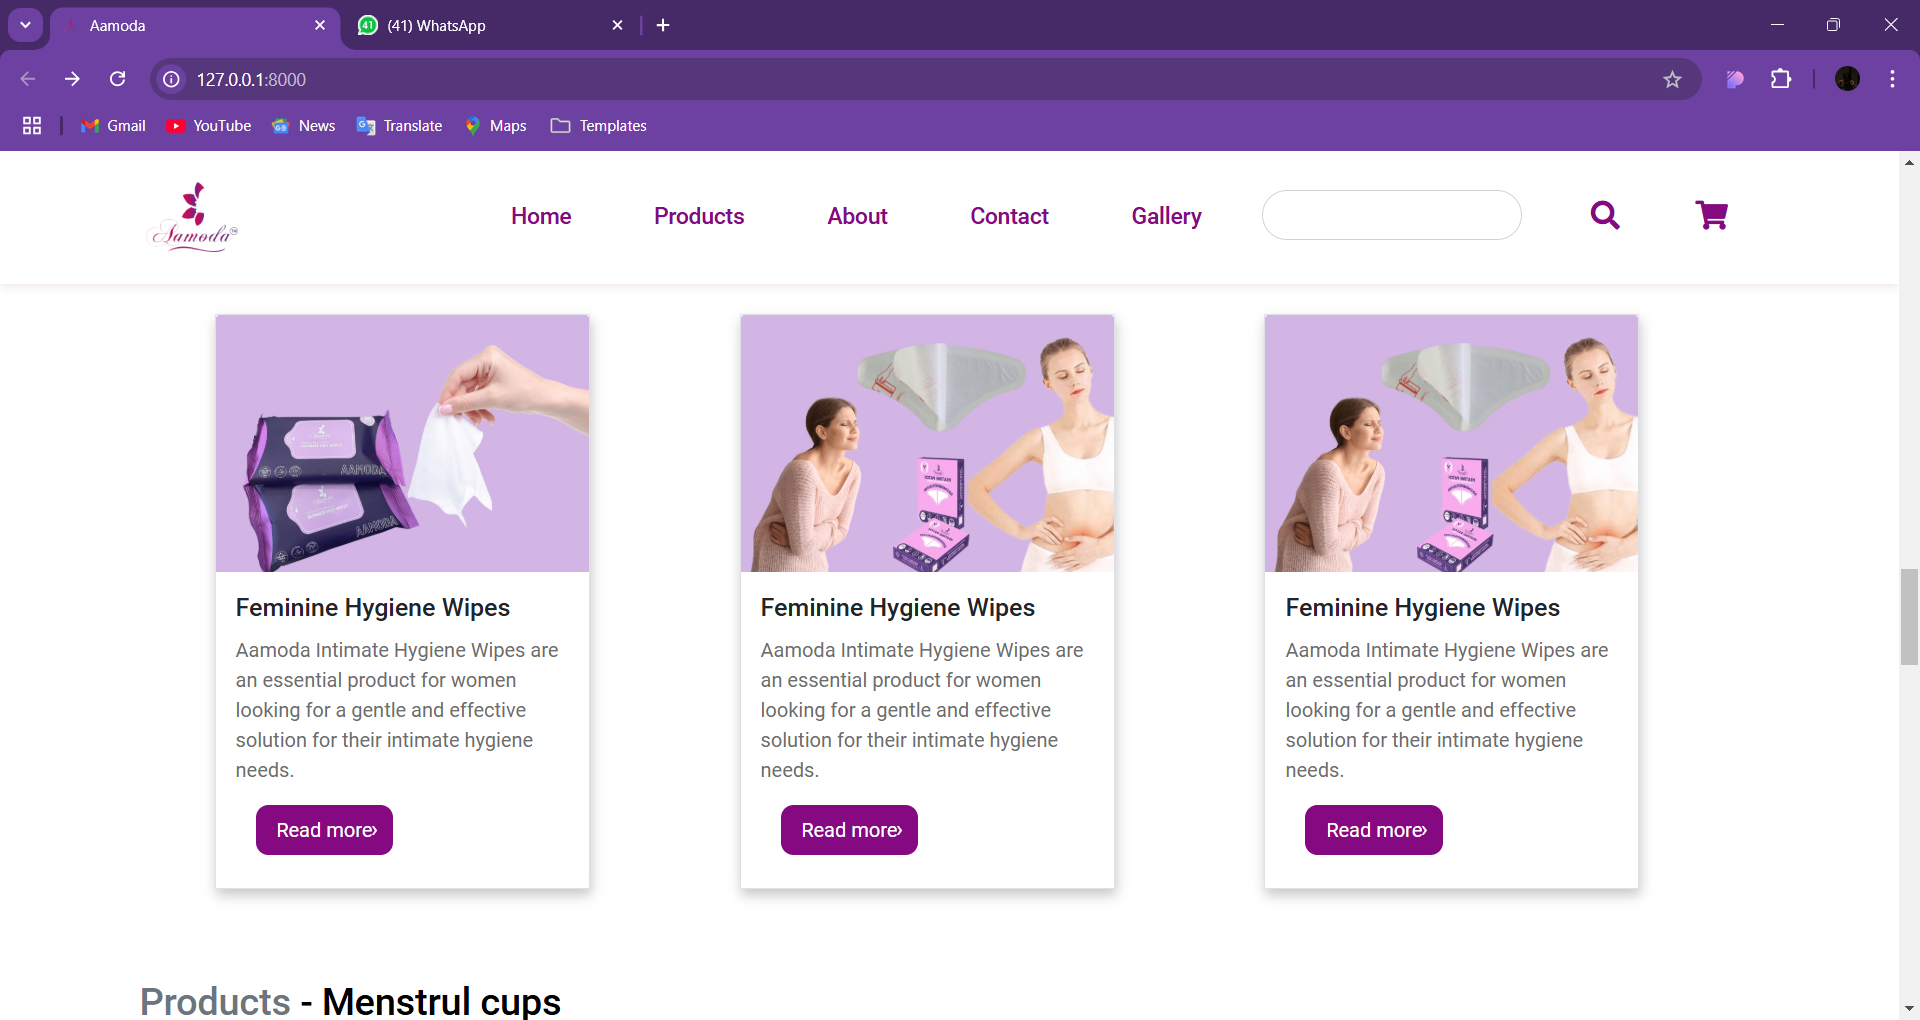 Aamoda
41
(41) WhatsApp
127.0.0.1:8000
Gmail
YouTube
News
Translate
Maps
Templates
Aamoda
Home
Products
About
Contact
Gallery
AAMODA
AAMODA
Feminine Hygiene Wipes
Aamoda Intimate Hygiene Wipes are
an essential product for women
looking for a gentle and effective
solution for their intimate hygiene
needs.
Read more›
Feminine Hygiene Wipes
Aamoda Intimate Hygiene Wipes are
an essential product for women
looking for a gentle and effective
solution for their intimate hygiene
needs.
Read more›
Feminine Hygiene Wipes
Aamoda Intimate Hygiene Wipes are
an essential product for women
looking for a gentle and effective
solution for their intimate hygiene
needs.
Read more›
Products - Menstrul cups